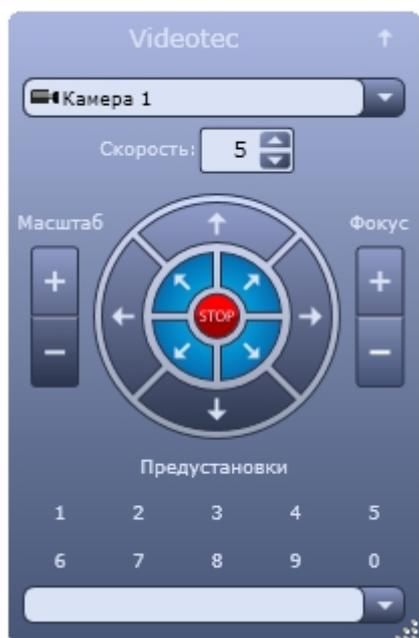 Videotec
Камера 1
Скорость: 5
Масштаб
Фокус
STOP
Предустановки
1 2 3 4 5
6 7 8 9 0